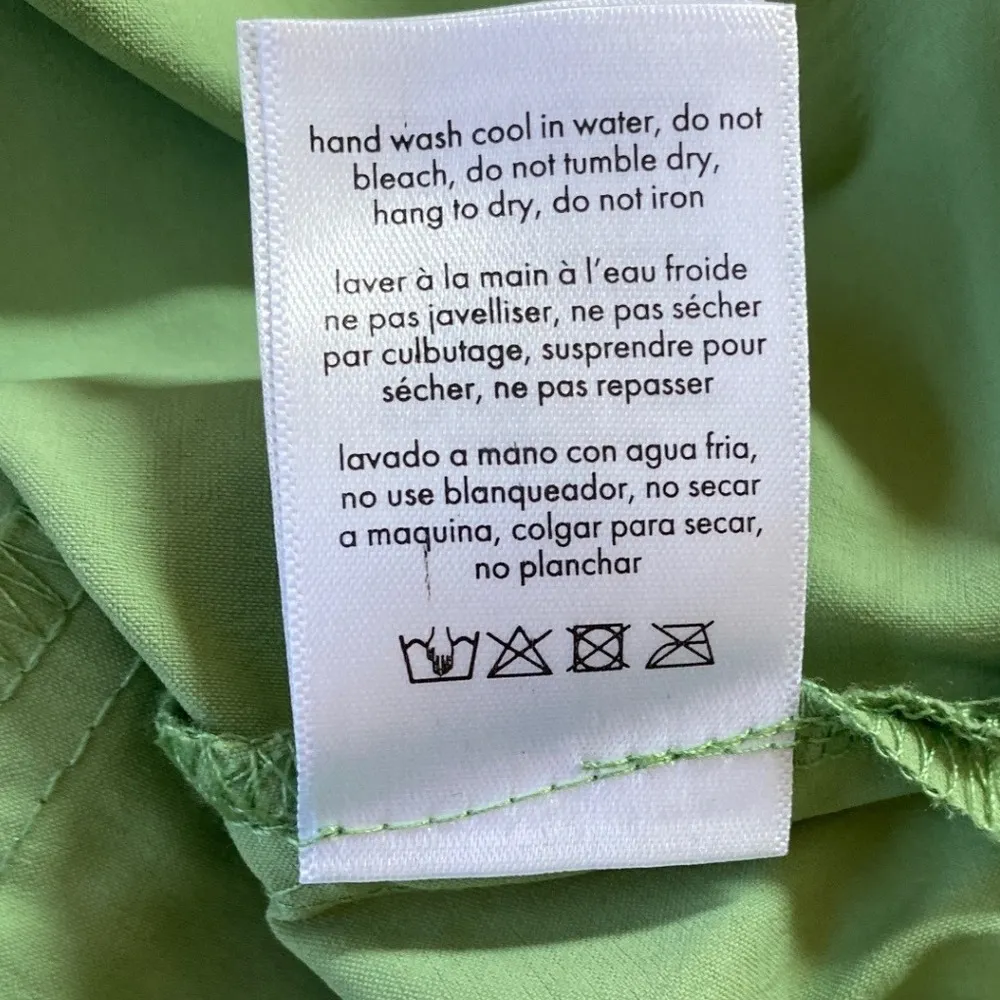 hand wash cool in water, do not
bleach, do not tumble dry,
hang to dry, do not iron
laver à la main à l'eau froide
ne pas javelliser, ne pas sécher
par culbutage, susprendre pour
sécher, ne pas repasser
lavado a mano con agua fria,
no use blanqueador, no secar
a maquina, colgar para secar,
no planchar